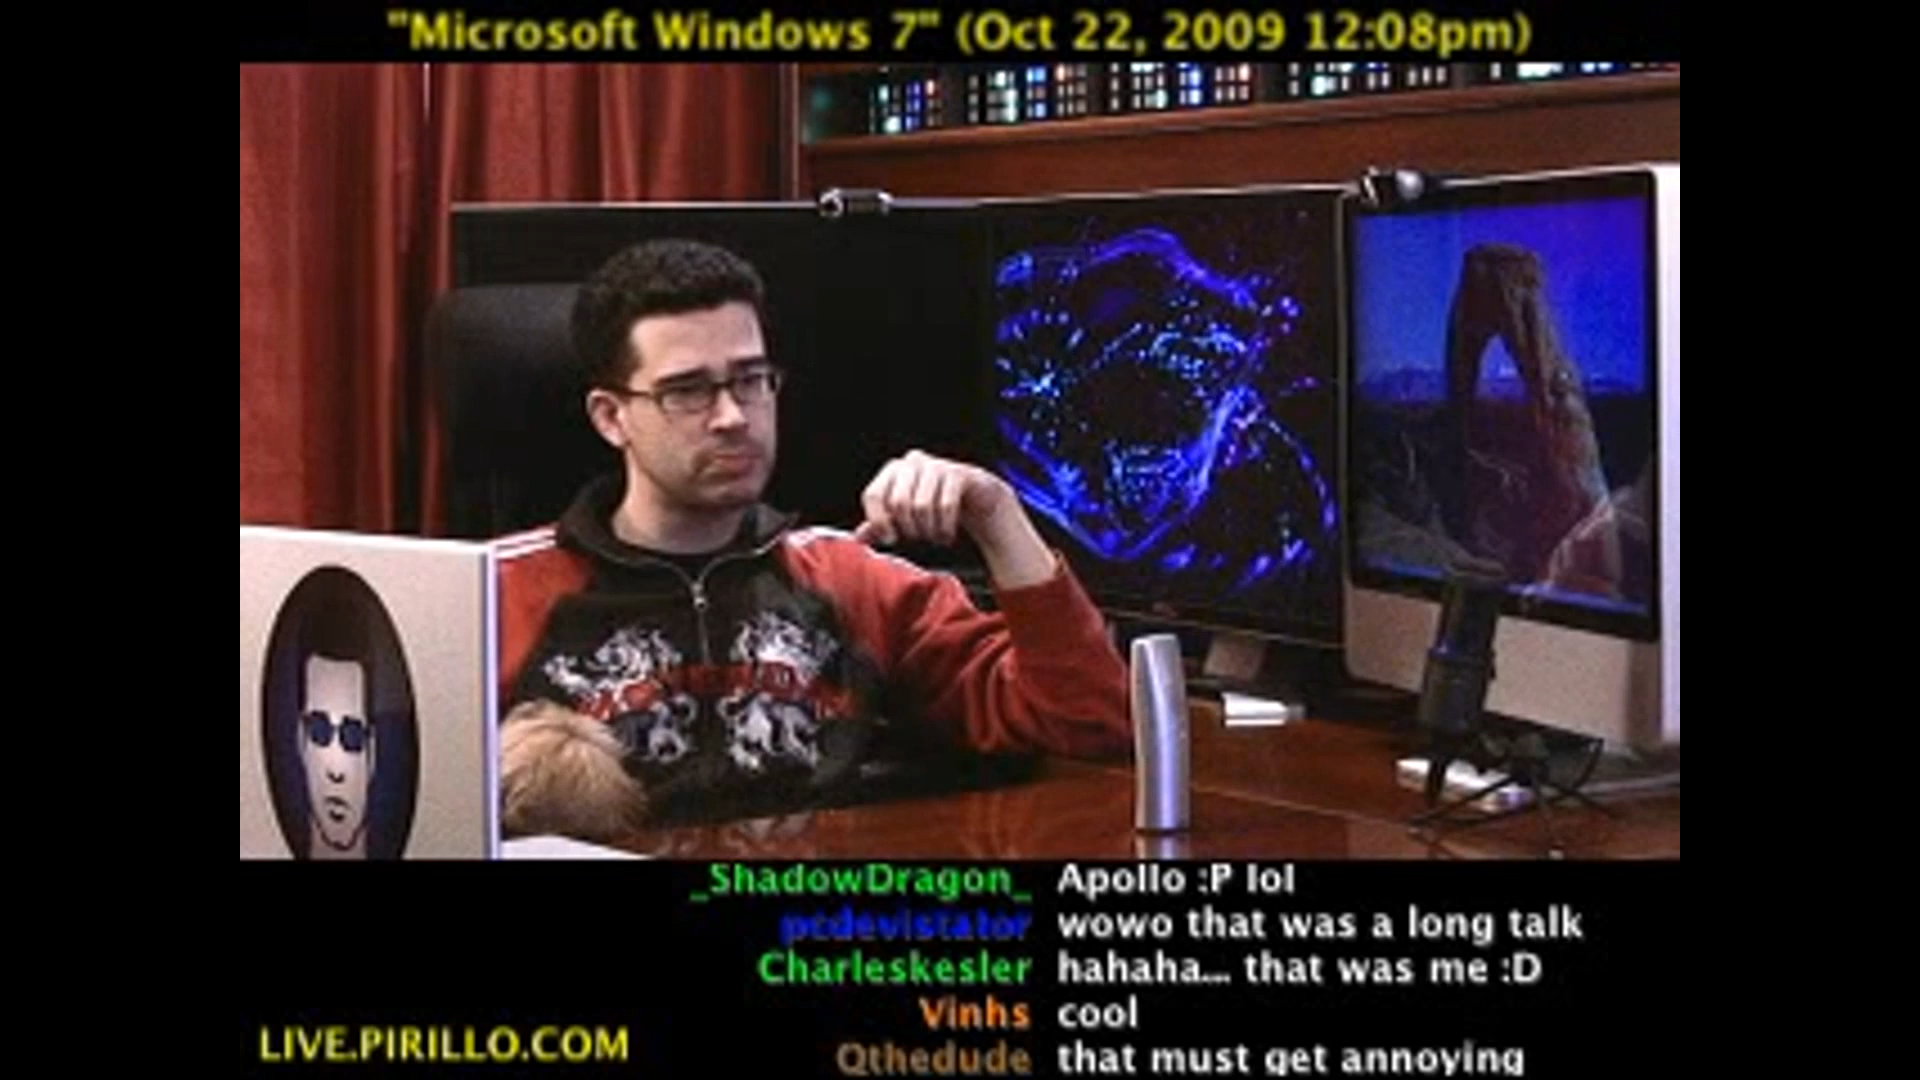 "Microsoft Windows 7" (Oct 22, 2009 12:08pm)
_ShadowDragon_ Apollo :P lol
pcdevistator wowo that was a long talk
Charleskesler hahaha... that was me :D
Vinhs cool
LIVE.PIRILLO.COM
Qthedude that must get annoying